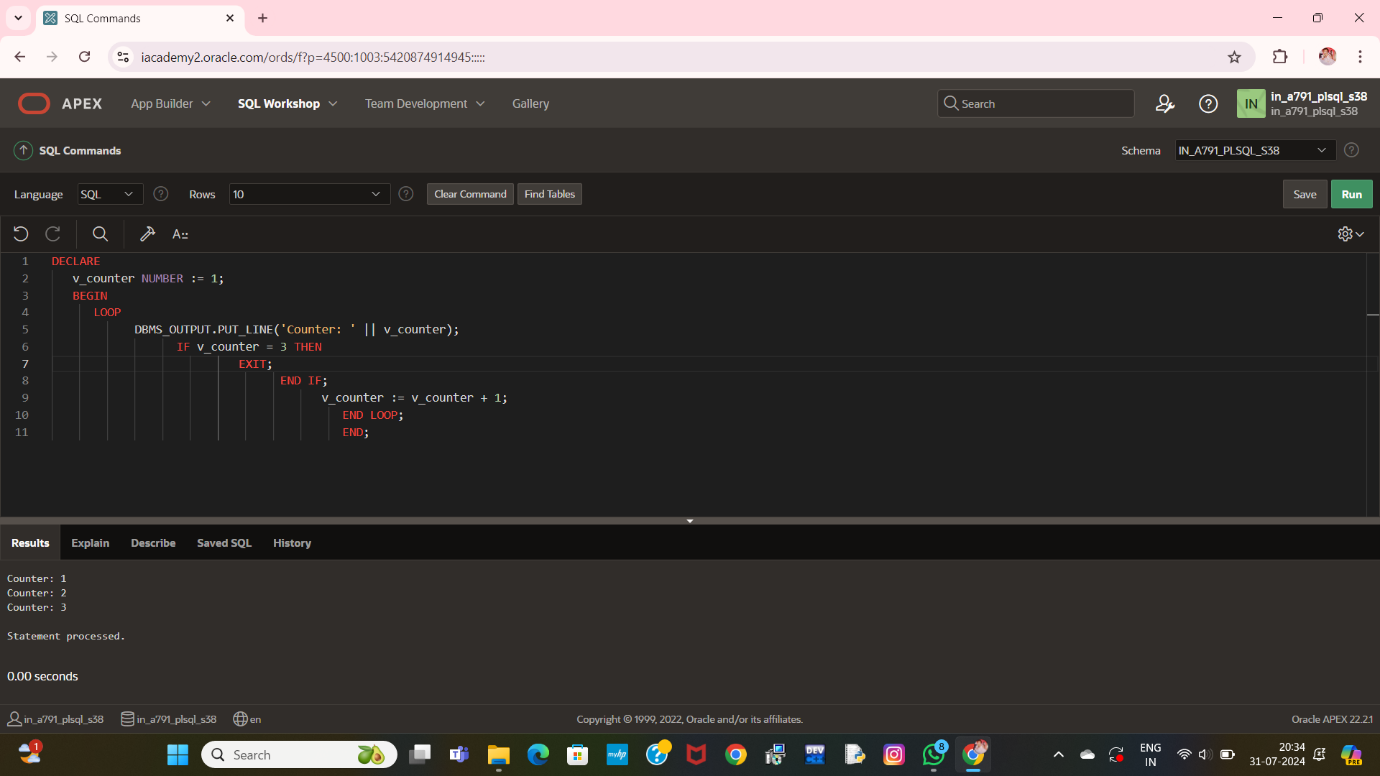 SQL Commands
iacademy2.oracle.com/ords/f?p=4500:1003:5420874914945:::::
APEX App Builder SQL Workshop Team Development Gallery Search IN in_a791_plsql_s38
in_a791_plsql_s38
SQL Commands Schema IN_A791_PLSQL_S38
Language SQL Rows 10 Clear Command Find Tables Save Run
1 DECLARE
2 v_counter NUMBER := 1;
3 BEGIN
4 LOOP
5 DBMS_OUTPUT.PUT_LINE('Counter: ' || v_counter);
6 IF v_counter = 3 THEN
7 EXIT;
8 END IF;
9 v_counter := v_counter + 1;
10 END LOOP;
11 END;
Results Explain Describe Saved SQL History
Counter: 1
Counter: 2
Counter: 3
Statement processed.
0.00 seconds
in_a791_plsql_s38 in_a791_plsql_s38 en Copyright © 1999, 2022, Oracle and/or its affiliates. Oracle APEX 22.2.1
1 Search myhp DEV 8 ENG 20:34 PRE
IN 31-07-2024